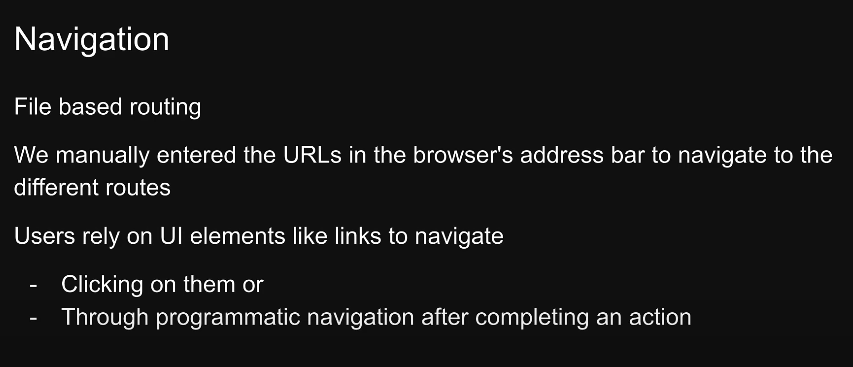 Navigation
File based routing
We manually entered the URLs in the browser's address bar to navigate to the
different routes
Users rely on UI elements like links to navigate
- Clicking on them or
- Through programmatic navigation after completing an action